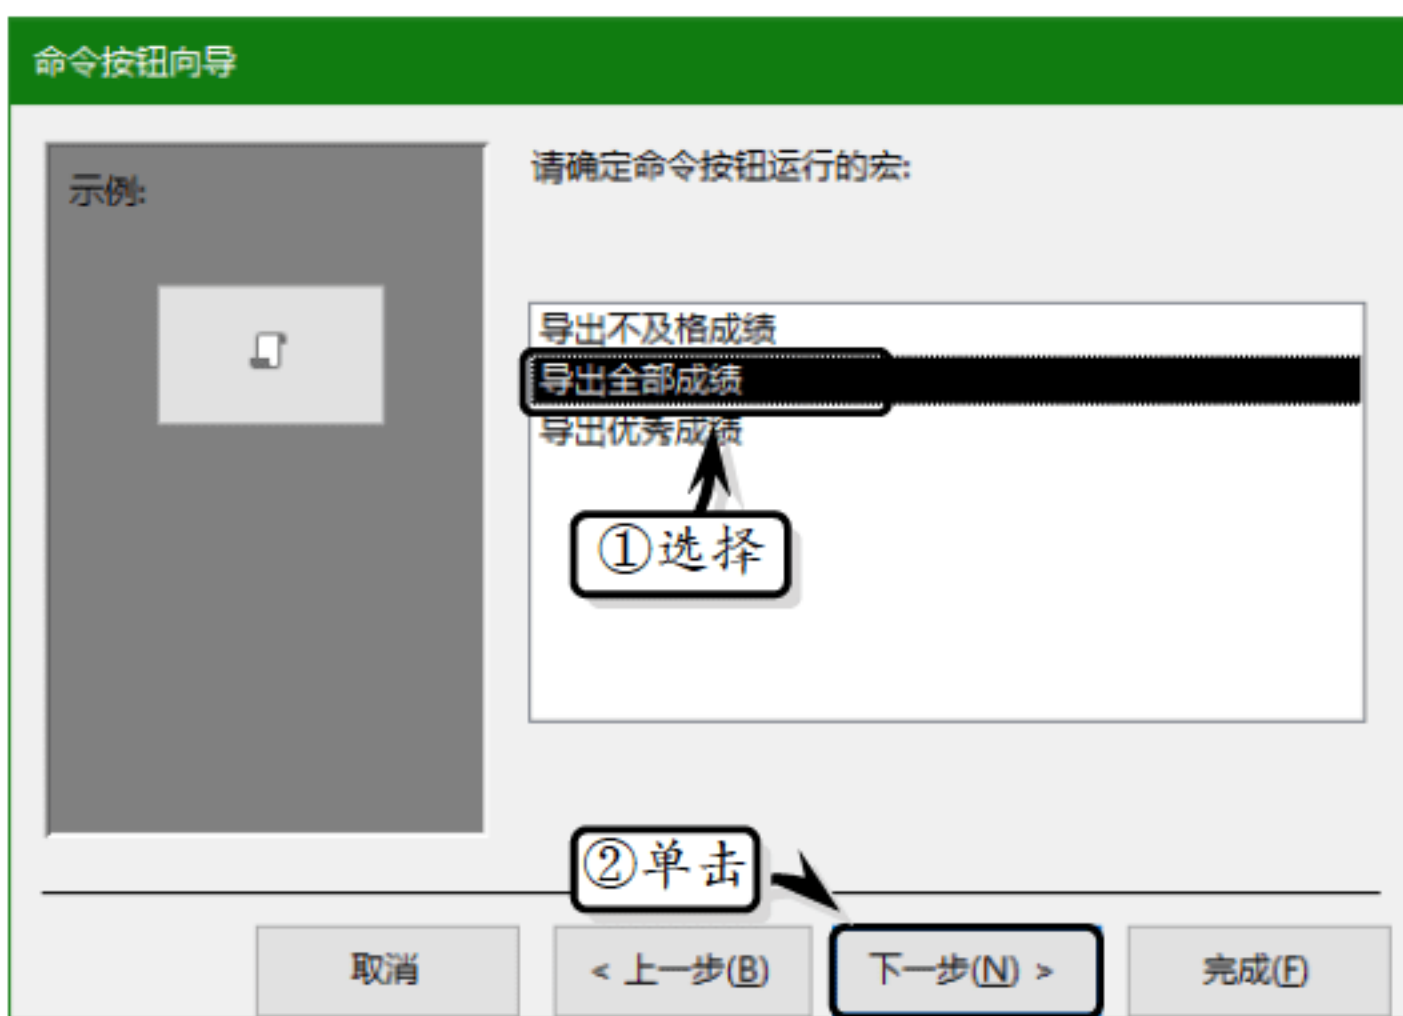 命令按钮向导
示例:
请确定命令按钮运行的宏:
导出不及格成绩
导出全部成绩
导出优秀成绩
①选择
②单击
取消
< 上一步(B)
下一步(N) >
完成(F)